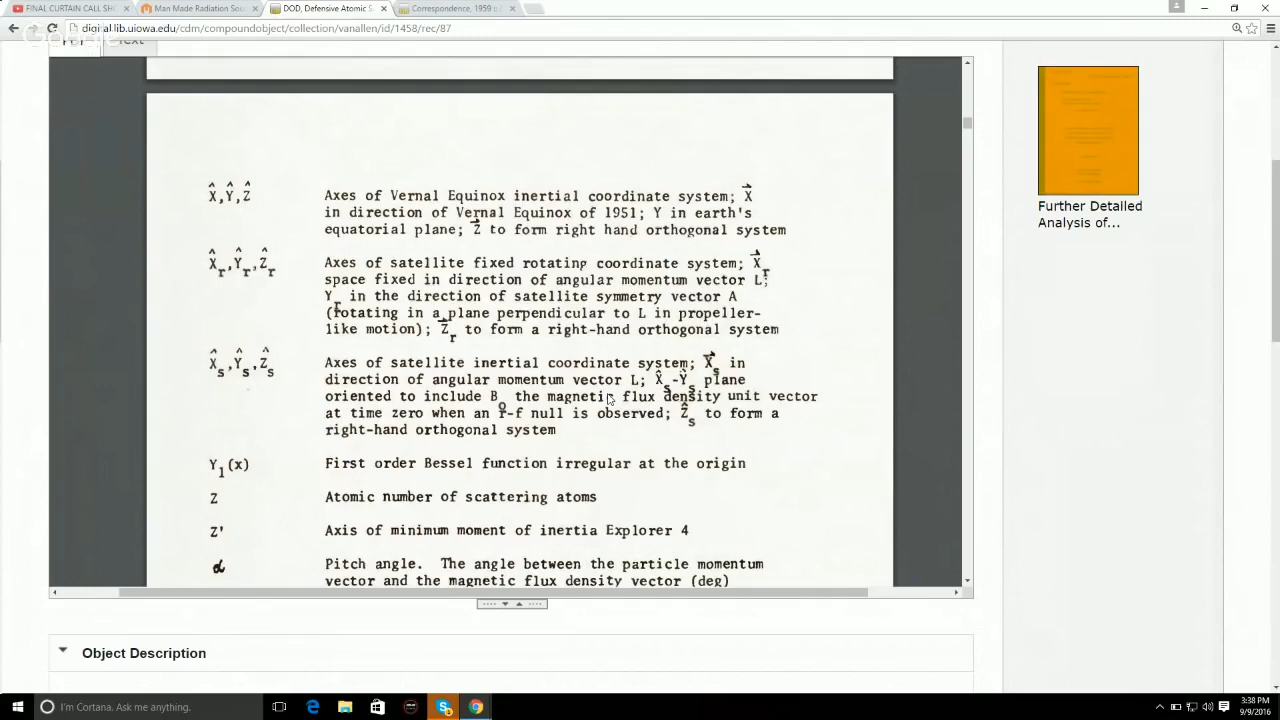 FINAL CURTAIN CALL SH
Man Made Radiation Sou
DOD, Defensive Atomic S
Correspondence, 1959 t
digital.lib.uiowa.edu/cdm/compoundobject/collection/vanallen/id/1458/rec/87
X̂,Ŷ,Ẑ Axes of Vernal Equinox inertial coordinate system; X⃗
in direction of Vernal Equinox of 1951; Y in earth's
equatorial plane; Z⃗ to form right hand orthogonal system
X̂r,Ŷr,Ẑr Axes of satellite fixed rotating coordinate system; X⃗r
space fixed in direction of angular momentum vector L;
Yr in the direction of satellite symmetry vector A
(rotating in a plane perpendicular to L in propeller-
like motion); Z⃗r to form a right-hand orthogonal system
X̂s,Ŷs,Ẑs Axes of satellite inertial coordinate system; X⃗s in
direction of angular momentum vector L; X̂s-Ŷs plane
oriented to include Bo the magnetic flux density unit vector
at time zero when an r-f null is observed; Ẑs to form a
right-hand orthogonal system
Y1(x) First order Bessel function irregular at the origin
Z Atomic number of scattering atoms
Z' Axis of minimum moment of inertia Explorer 4
α Pitch angle. The angle between the particle momentum
vector and the magnetic flux density vector (deg)
Further Detailed
Analysis of...
Object Description
I'm Cortana. Ask me anything.
3:38 PM
9/9/2016